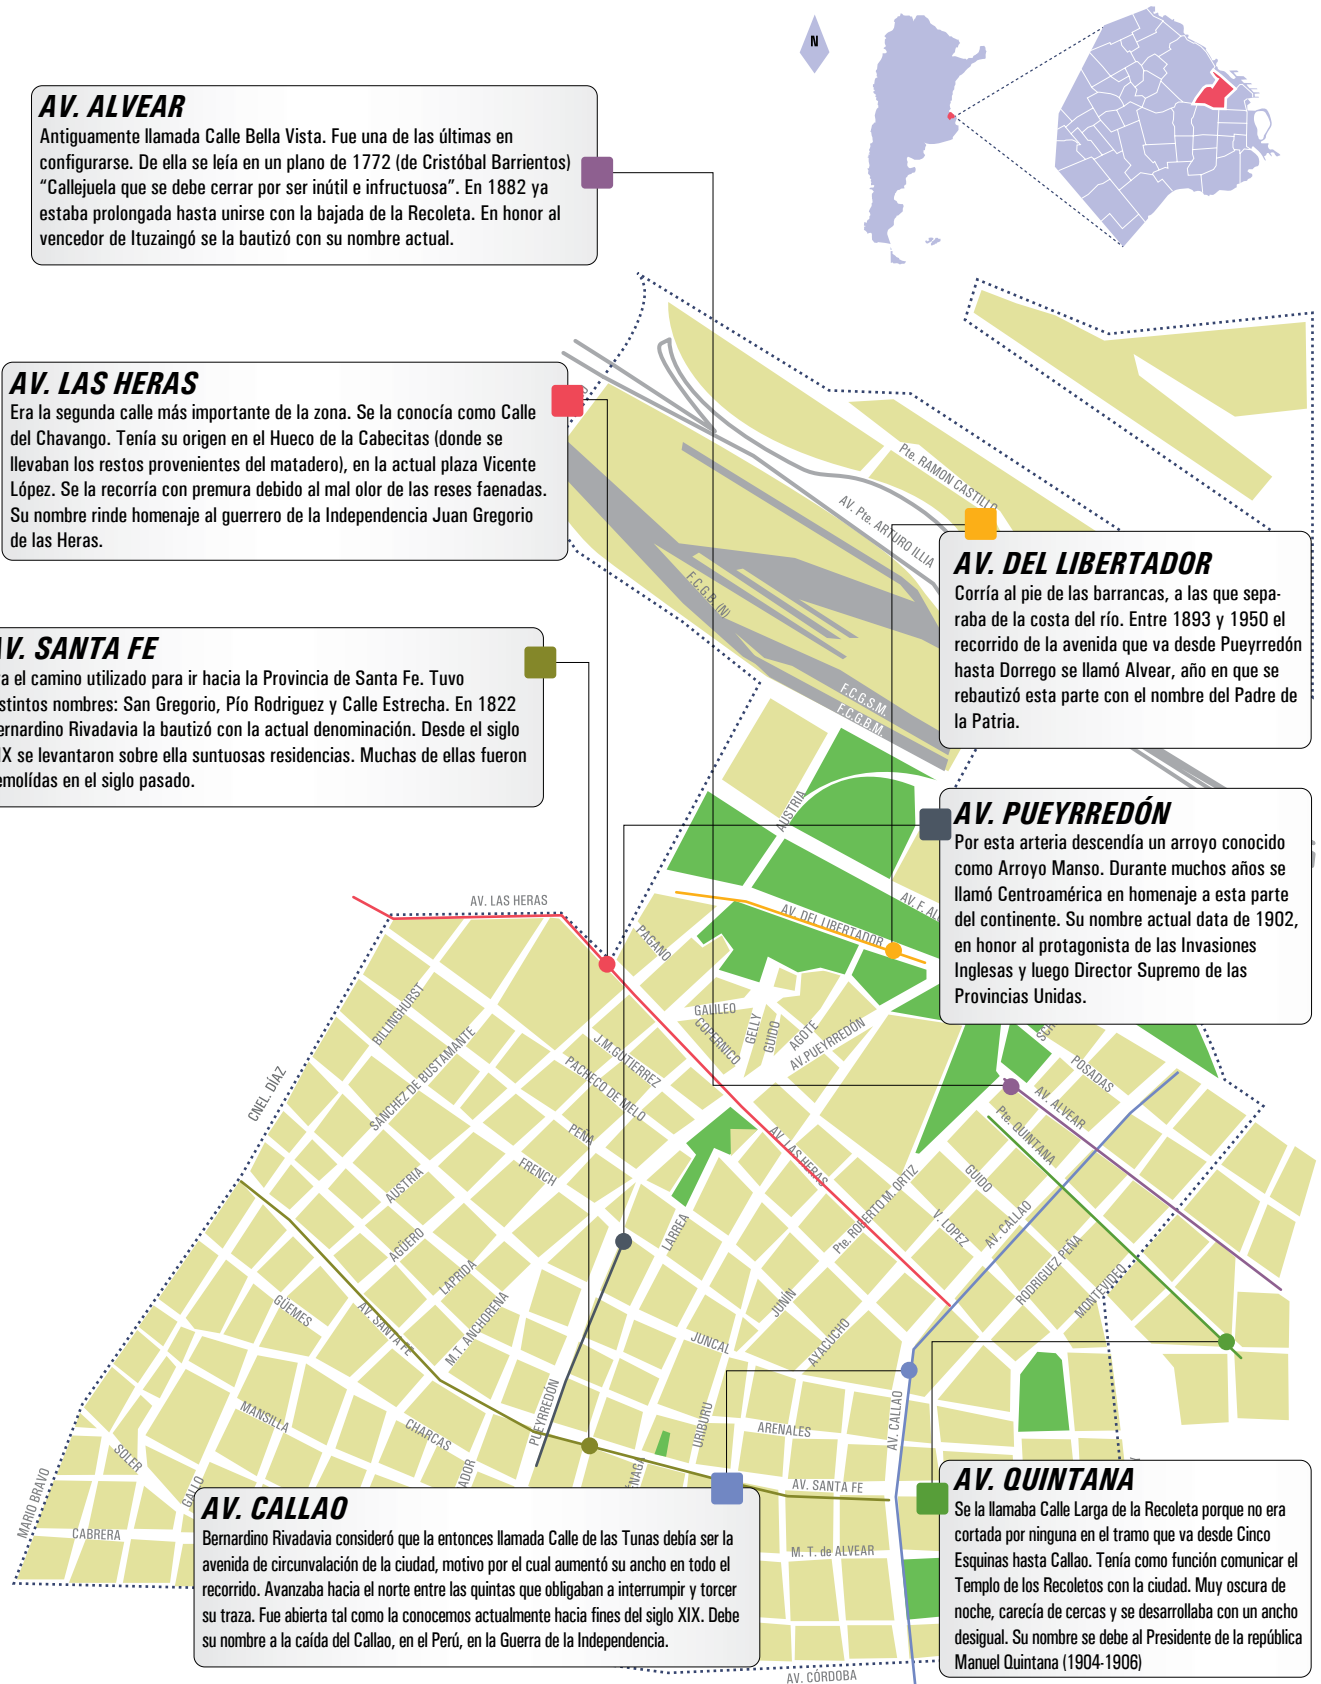 N
AV. ALVEAR
Antiguamente llamada Calle Bella Vista. Fue una de las últimas en
configurarse. De ella se leía en un plano de 1772 (de Cristóbal Barrientos)
“Callejuela que se debe cerrar por ser inútil e infructuosa”. En 1882 ya
estaba prolongada hasta unirse con la bajada de la Recoleta. En honor al
vencedor de Ituzaingó se la bautizó con su nombre actual.
AV. LAS HERAS
Era la segunda calle más importante de la zona. Se la conocía como Calle
del Chavango. Tenía su origen en el Hueco de la Cabecitas (donde se
llevaban los restos provenientes del matadero), en la actual plaza Vicente
López. Se la recorría con premura debido al mal olor de las reses faenadas.
Su nombre rinde homenaje al guerrero de la Independencia Juan Gregorio
de las Heras.
AV. SANTA FE
a el camino utilizado para ir hacia la Provincia de Santa Fe. Tuvo
stintos nombres: San Gregorio, Pío Rodriguez y Calle Estrecha. En 1822
ernardino Rivadavia la bautizó con la actual denominación. Desde el siglo
IX se levantaron sobre ella suntuosas residencias. Muchas de ellas fueron
emolídas en el siglo pasado.
AV. DEL LIBERTADOR
Corría al pie de las barrancas, a las que sepa-
raba de la costa del río. Entre 1893 y 1950 el
recorrido de la avenida que va desde Pueyrredón
hasta Dorrego se llamó Alvear, año en que se
rebautizó esta parte con el nombre del Padre de
la Patria.
AV. PUEYRREDÓN
Por esta arteria descendía un arroyo conocido
como Arroyo Manso. Durante muchos años se
llamó Centroamérica en homenaje a esta parte
del continente. Su nombre actual data de 1902,
en honor al protagonista de las Invasiones
Inglesas y luego Director Supremo de las
Provincias Unidas.
AV. CALLAO
Bernardino Rivadavia consideró que la entonces llamada Calle de las Tunas debía ser la
avenida de circunvalación de la ciudad, motivo por el cual aumentó su ancho en todo el
recorrido. Avanzaba hacia el norte entre las quintas que obligaban a interrumpir y torcer
su traza. Fue abierta tal como la conocemos actualmente hacia fines del siglo XIX. Debe
su nombre a la caída del Callao, en el Perú, en la Guerra de la Independencia.
AV. QUINTANA
Se la llamaba Calle Larga de la Recoleta porque no era
cortada por ninguna en el tramo que va desde Cinco
Esquinas hasta Callao. Tenía como función comunicar el
Templo de los Recoletos con la ciudad. Muy oscura de
noche, carecía de cercas y se desarrollaba con un ancho
desigual. Su nombre se debe al Presidente de la república
Manuel Quintana (1904-1906)
Pte. RAMON CASTILLO
AV. Pte. ARTURO ILLIA
F.C.G.B. (N)
F.C.G.S.M.
F.C.G.B.M.
AUSTRIA
AV. F. AL
AV. DEL LIBERTADOR
AV. LAS HERAS
PAGANO
GALILEO
COPERNICO
GELLY
GUIDO
AGOTE
AV.PUEYRREDÓN
BILLINGHURST
SANCHEZ DE BUSTAMANTE
J.M.GUTIERREZ
PACHECO DE MELO
PEÑA
FRENCH
CNEL. DÍAZ
SCH
POSADAS
AV. ALVEAR
Pte. QUINTANA
GUIDO
V. LOPEZ
AV. CALLAO
Pte. ROBERTO M. ORTIZ
AV. LAS HERAS
RODRIGUEZ PEÑA
MONTEVIDEO
AUSTRIA
AGÜERO
LAPRIDA
M.T. ANCHORENA
LARREA
JUNÍN
AYACUCHO
JUNCAL
GÜEMES
AV. SANTA FE
MANSILLA
CHARCAS
PUEYRREDÓN
URIBURU
ARENALES
AV. CALLAO
SOLER
GALLO
ADOR
ÉNAGA
AV. SANTA FE
MARIO BRAVO
CABRERA
M. T. de ALVEAR
AV. CÓRDOBA